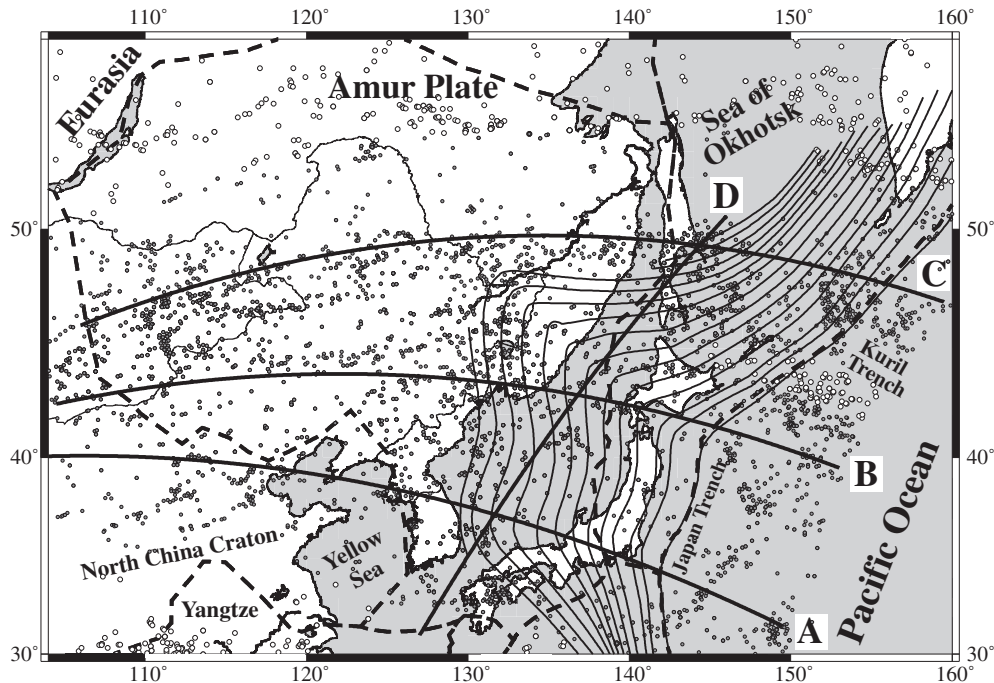 110° 120° 130° 140° 150° 160°
Eurasia
Amur Plate
Sea of
Okhotsk
D
50° 50°
C
Kuril
Trench
40° 40°
B
Japan Trench
Pacific Ocean
North China Craton
Yellow
Sea
Yangtze
A
30° 30°
110° 120° 130° 140° 150° 160°